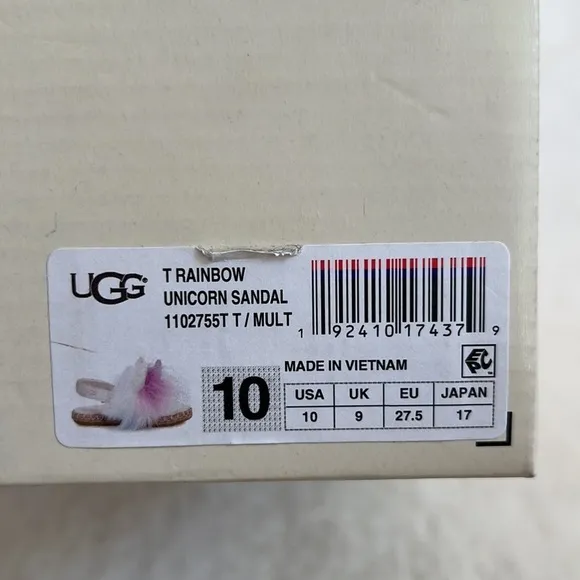 UGG®
T RAINBOW
UNICORN SANDAL
1102755T T / MULT
1 92410 17437 9
MADE IN VIETNAM
EPC
10
USA UK EU JAPAN
10 9 27.5 17